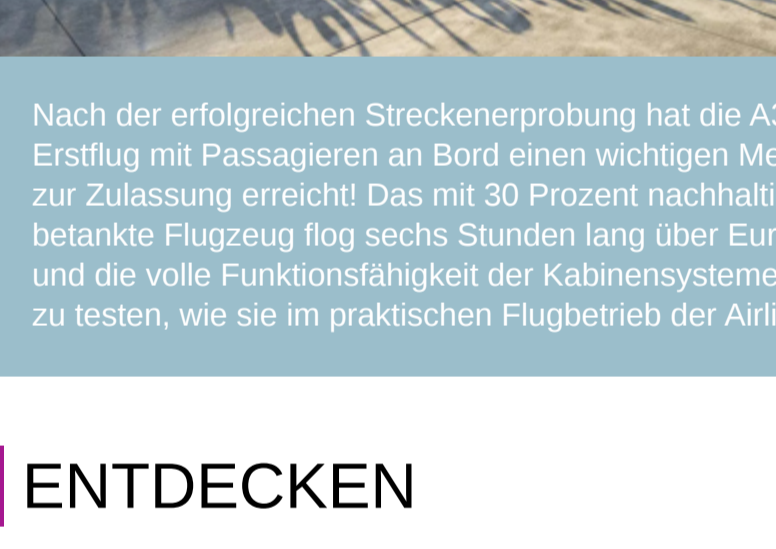 Nach der erfolgreichen Streckenerprobung hat die
Erstflug mit Passagieren an Bord einen wichtigen
zur Zulassung erreicht! Das mit 30 Prozent
betankte Flugzeug flog sechs Stunden lang über
und die volle Funktionsfähigkeit der Kabinensysteme
zu testen, wie sie im praktischen Flugbetrieb der
ENTDECKEN